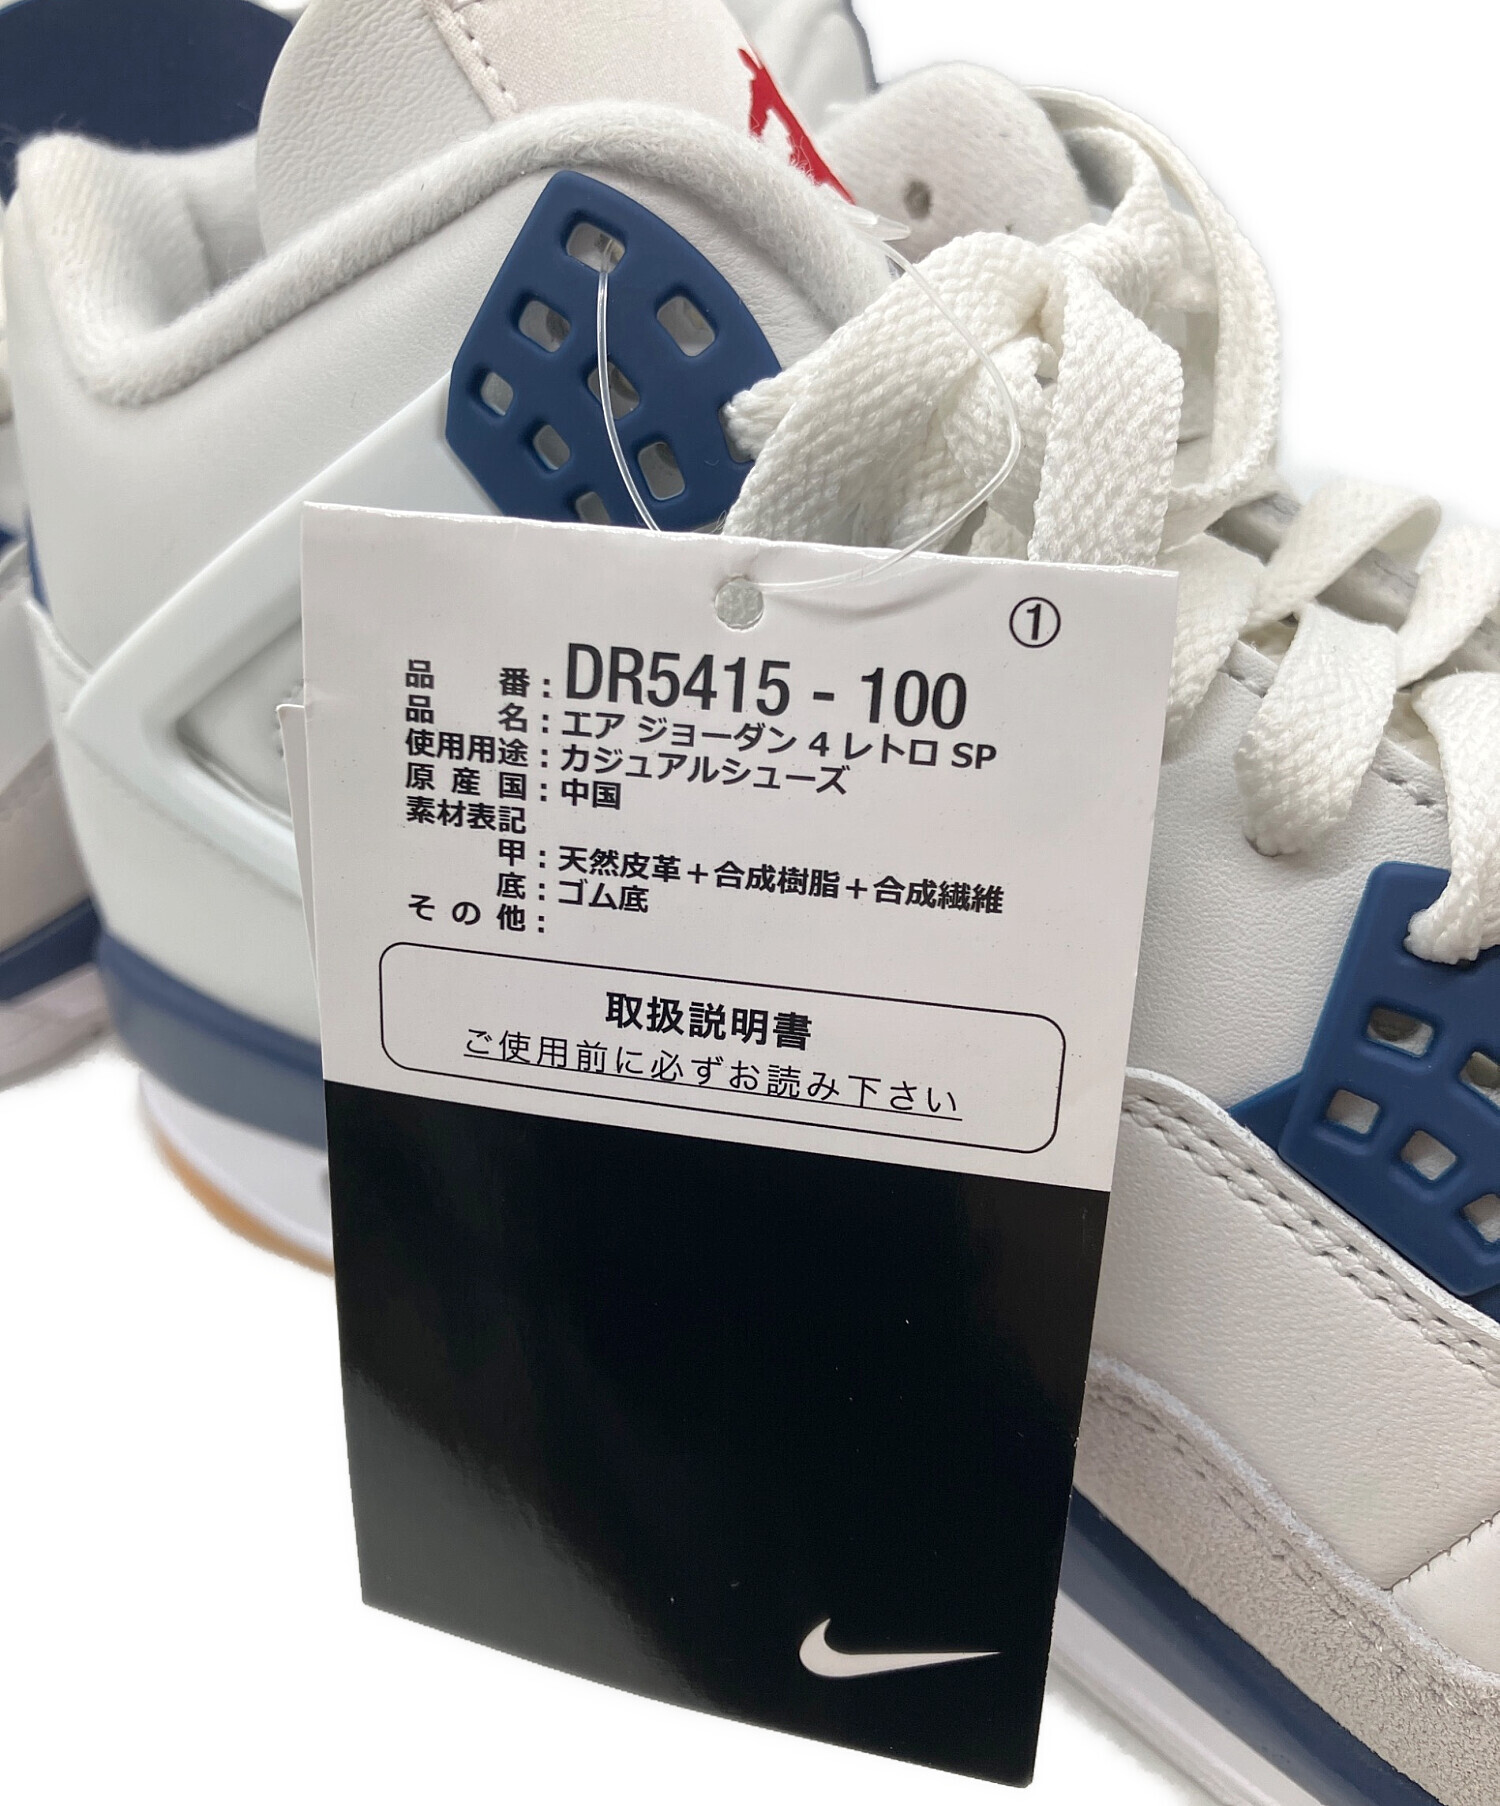 ①
品番：DR5415 - 100
品名：エア ジョーダン 4 レトロ SP
使用用途：カジュアルシューズ
原産国：中国
素材表記
甲：天然皮革＋合成樹脂＋合成繊維
底：ゴム底
その他：
取扱説明書
ご使用前に必ずお読み下さい